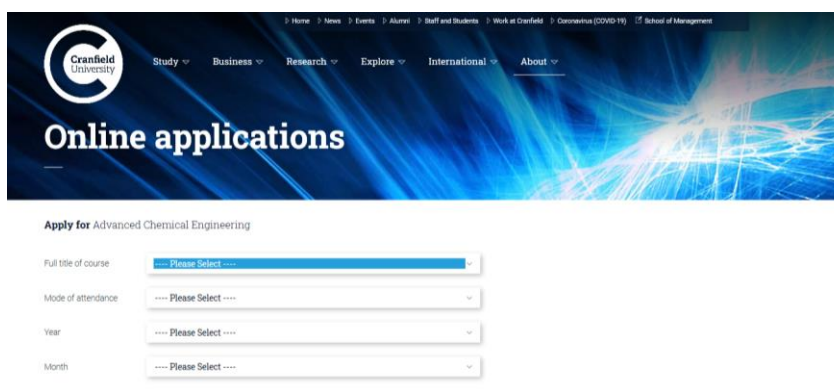 Home News Events Alumni Staff and Students Work at Cranfield Coronavirus (COVID-19) School of Management
Cranfield
University
Study Business Research Explore International About
Online applications
Apply for Advanced Chemical Engineering
Full title of course ---- Please Select ----
Mode of attendance ---- Please Select ----
Year ---- Please Select ----
Month ---- Please Select ----